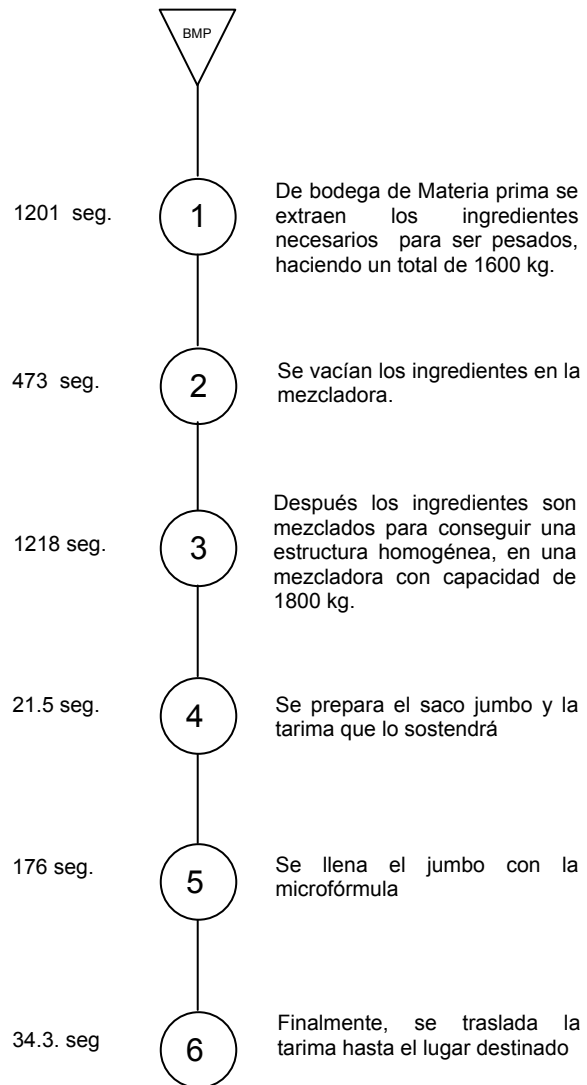 BMP
1201 seg.
1
De bodega de Materia prima se
extraen los ingredientes
necesarios para ser pesados,
haciendo un total de 1600 kg.
473 seg.
2
Se vacían los ingredientes en la
mezcladora.
1218 seg.
3
Después los ingredientes son
mezclados para conseguir una
estructura homogénea, en una
mezcladora con capacidad de
1800 kg.
21.5 seg.
4
Se prepara el saco jumbo y la
tarima que lo sostendrá
176 seg.
5
Se llena el jumbo con la
microfórmula
34.3. seg
6
Finalmente, se traslada la
tarima hasta el lugar destinado